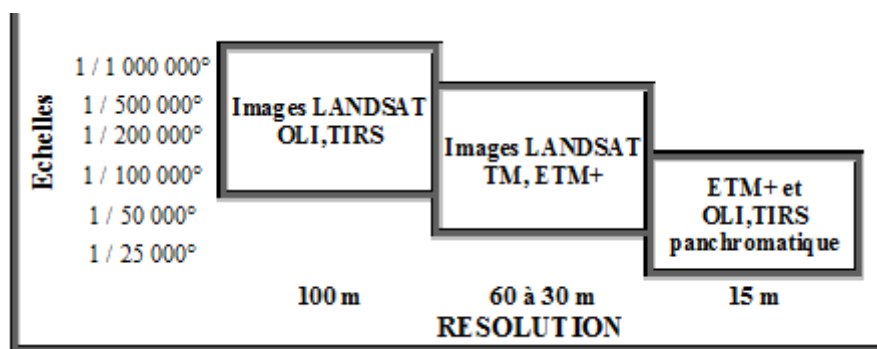 Echelles
1 / 1 000 000°
1 / 500 000°
1 / 200 000°
1 / 100 000°
1 / 50 000°
1 / 25 000°
Images LANDSAT
OLI,TIRS
Images LANDSAT
TM, ETM+
ETM+ et
OLI,TIRS
panchromatique
100 m
60 à 30 m
15 m
RESOLUTION